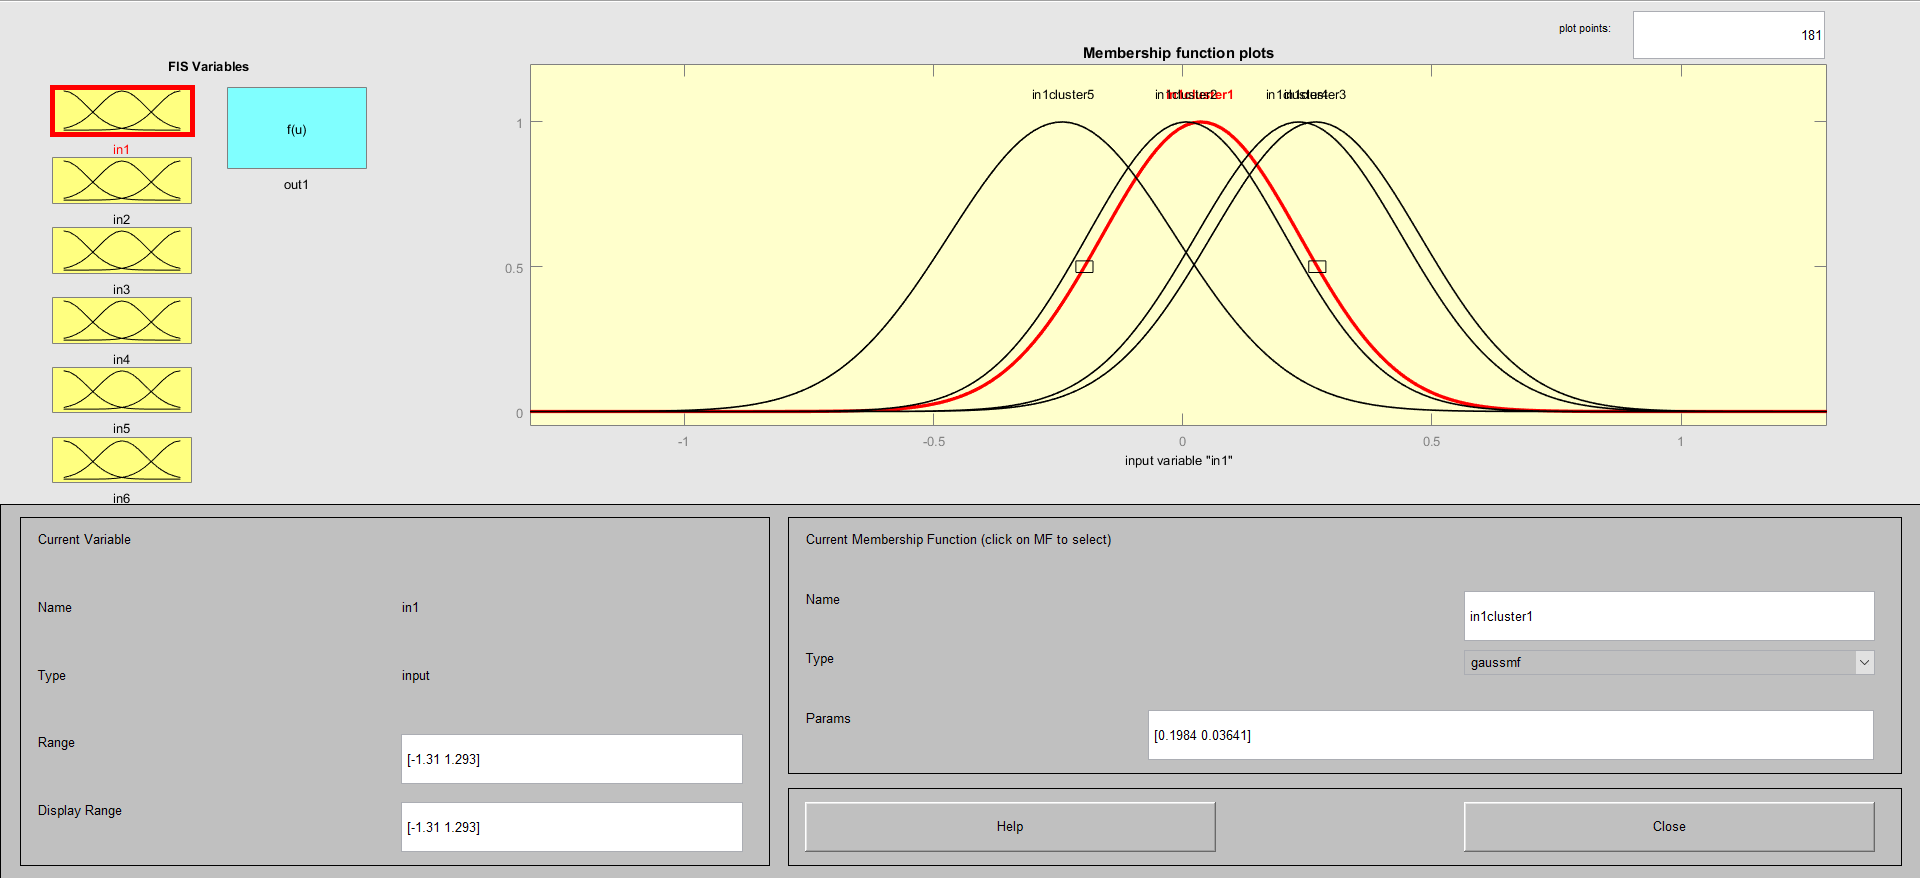 plot points:
181
Membership function plots
FIS Variables
in1
in2
in3
in4
in5
in6
f(u)
out1
in1cluster5
in1cluster2
in1cluster1
in1cluster4
in1cluster3
1
0.5
0
-1
-0.5
0
0.5
1
input variable "in1"
Current Variable
Name
in1
Type
input
Range
[-1.31 1.293]
Display Range
[-1.31 1.293]
Current Membership Function (click on MF to select)
Name
in1cluster1
Type
gaussmf
Params
[0.1984 0.03641]
Help
Close